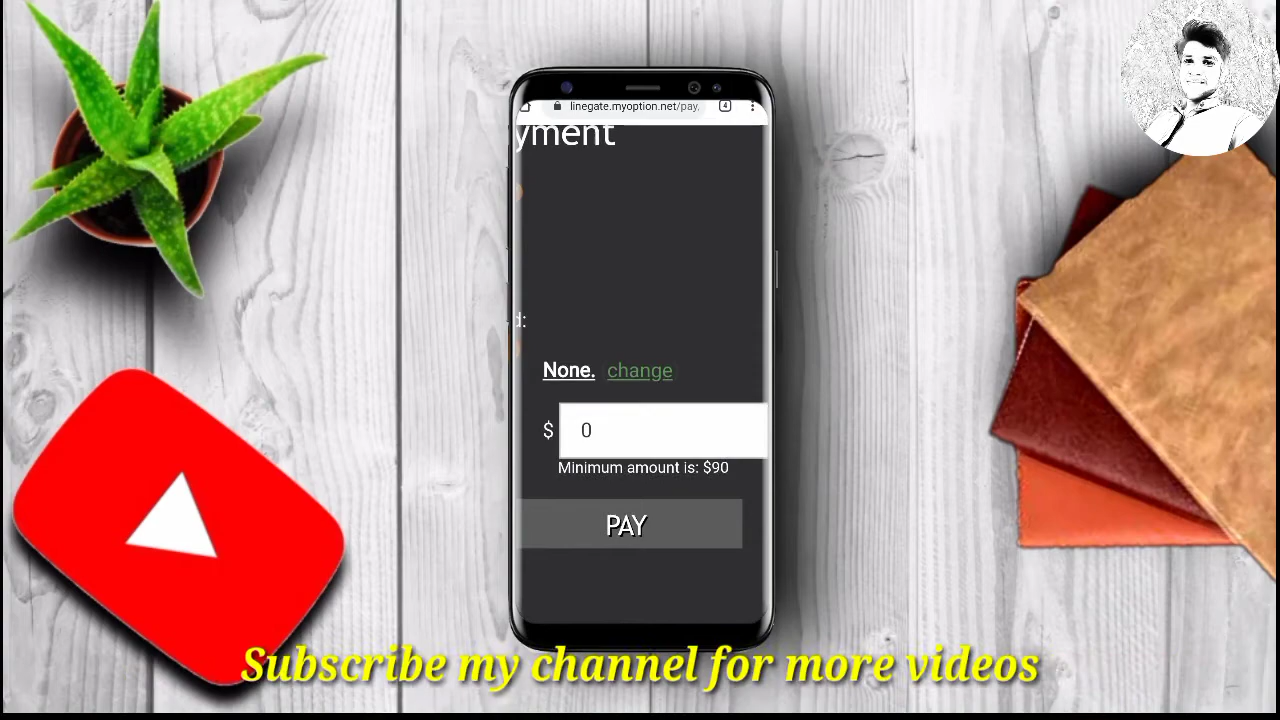 linegate.myoption.net/pay.
4
yment
d:
None. change
$ 0
Minimum amount is: $90
PAY
Subscribe my channel for more videos